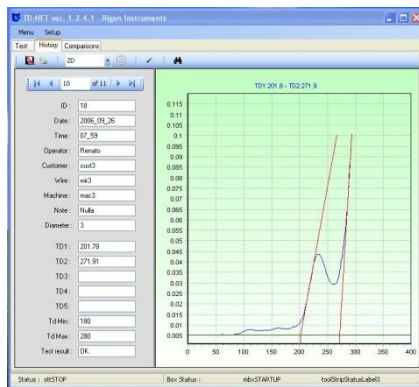 TD-NET ver. 1.2.4.1 - Rigon Instruments
Menu Setup
Test History Comparisons
2D
10 of 11
ID : 18
Date : 2006_09_26
Time : 07_59
Operator : Renato
Customer : cust3
Wire : wir3
Machine : mac3
Note : Nulla
Diameter : 3
TD1 : 201.78
TD2 : 271.91
TD3 :
TD4 :
TD5 :
Td Min : 180
Td Max : 280
Test result : OK
TD1:201.8 - TD2:271.9
0.115
0.11
0.105
0.1
0.095
0.09
0.085
0.08
0.075
0.07
0.065
0.06
0.055
0.05
0.045
0.04
0.035
0.03
0.025
0.02
0.015
0.01
0.005
0 50 100 150 200 250 300 350 400
Status : sttSTOP Box Status : mbxSTARTUP toolStripStatusLabel3